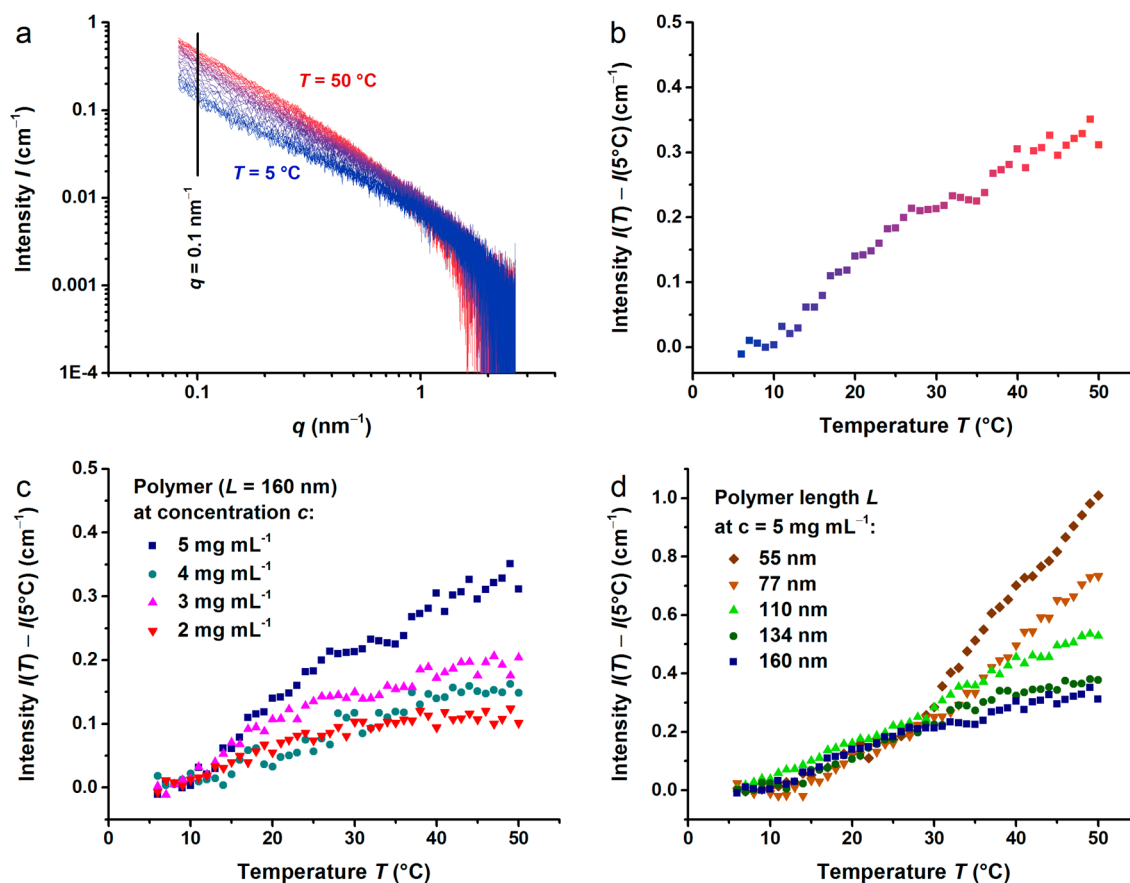 a
Intensity I (cm⁻¹)
1
0.1
0.01
0.001
1E-4
T = 50 °C
T = 5 °C
q = 0.1 nm⁻¹
0.1
1
q (nm⁻¹)
b
Intensity I(T) – I(5°C) (cm⁻¹)
0.5
0.4
0.3
0.2
0.1
0.0
0
10
20
30
40
50
Temperature T (°C)
c
Intensity I(T) – I(5°C) (cm⁻¹)
0.5
0.4
0.3
0.2
0.1
0.0
Polymer (L = 160 nm)
at concentration c:
5 mg mL⁻¹
4 mg mL⁻¹
3 mg mL⁻¹
2 mg mL⁻¹
0
10
20
30
40
50
Temperature T (°C)
d
Intensity I(T) – I(5°C) (cm⁻¹)
1.0
0.8
0.6
0.4
0.2
0.0
Polymer length L
at c = 5 mg mL⁻¹:
55 nm
77 nm
110 nm
134 nm
160 nm
0
10
20
30
40
50
Temperature T (°C)